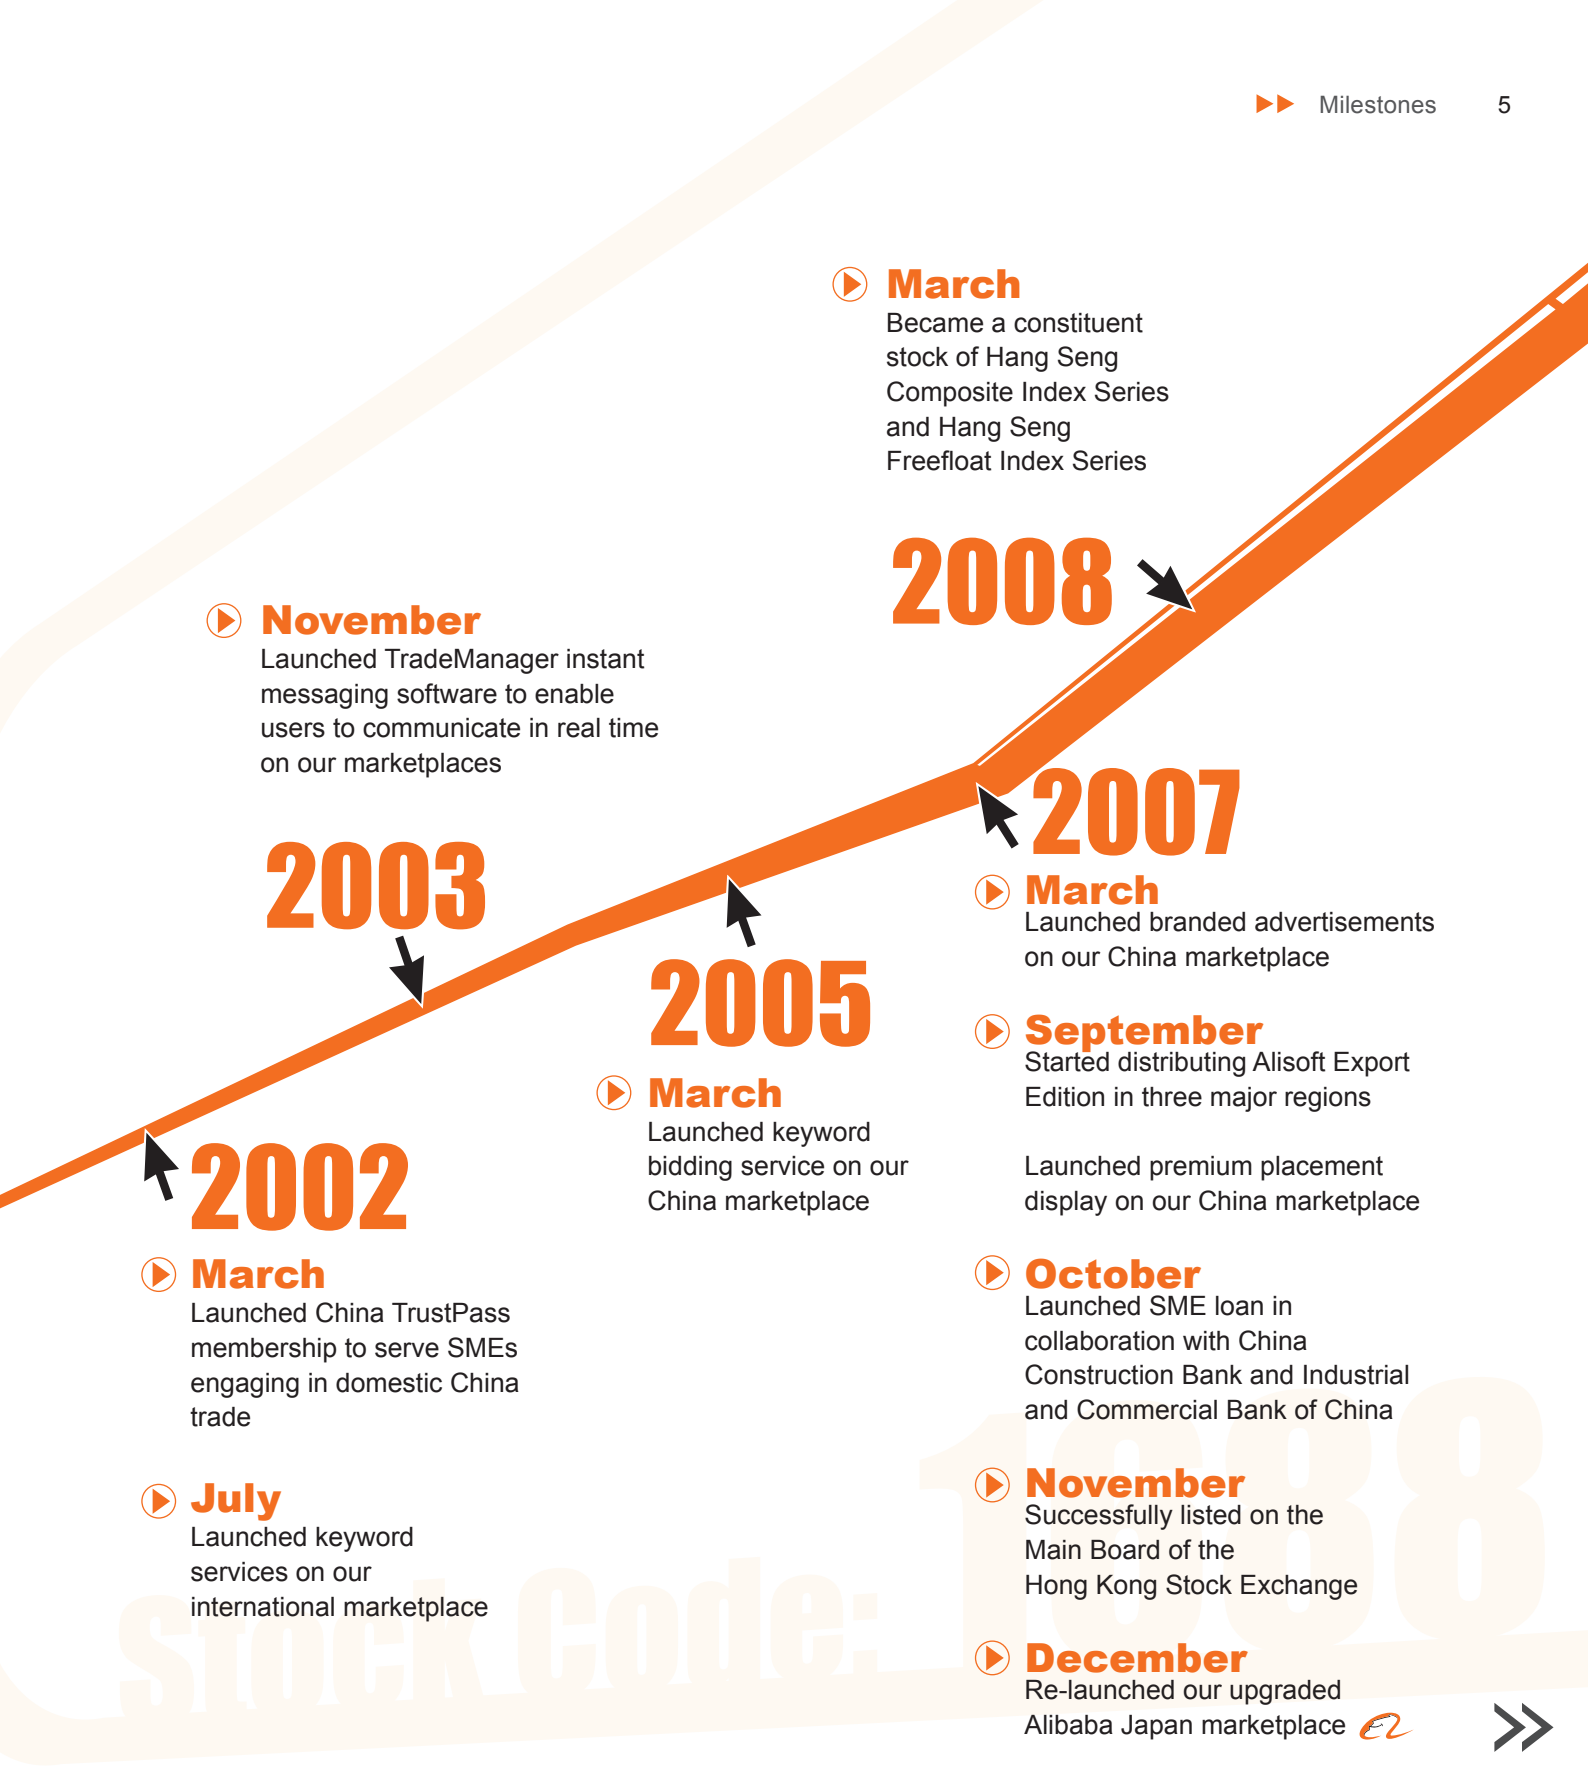 Milestones 5
March
Became a constituent
stock of Hang Seng
Composite Index Series
and Hang Seng
Freefloat Index Series
2008
November
Launched TradeManager instant
messaging software to enable
users to communicate in real time
on our marketplaces
2003
2007
March
Launched branded advertisements
on our China marketplace
September
Started distributing Alisoft Export
Edition in three major regions
Launched premium placement
display on our China marketplace
October
Launched SME loan in
collaboration with China
Construction Bank and Industrial
and Commercial Bank of China
November
Successfully listed on the
Main Board of the
Hong Kong Stock Exchange
December
Re-launched our upgraded
Alibaba Japan marketplace
2005
March
Launched keyword
bidding service on our
China marketplace
2002
March
Launched China TrustPass
membership to serve SMEs
engaging in domestic China
trade
July
Launched keyword
services on our
international marketplace
Stock Code: 1688